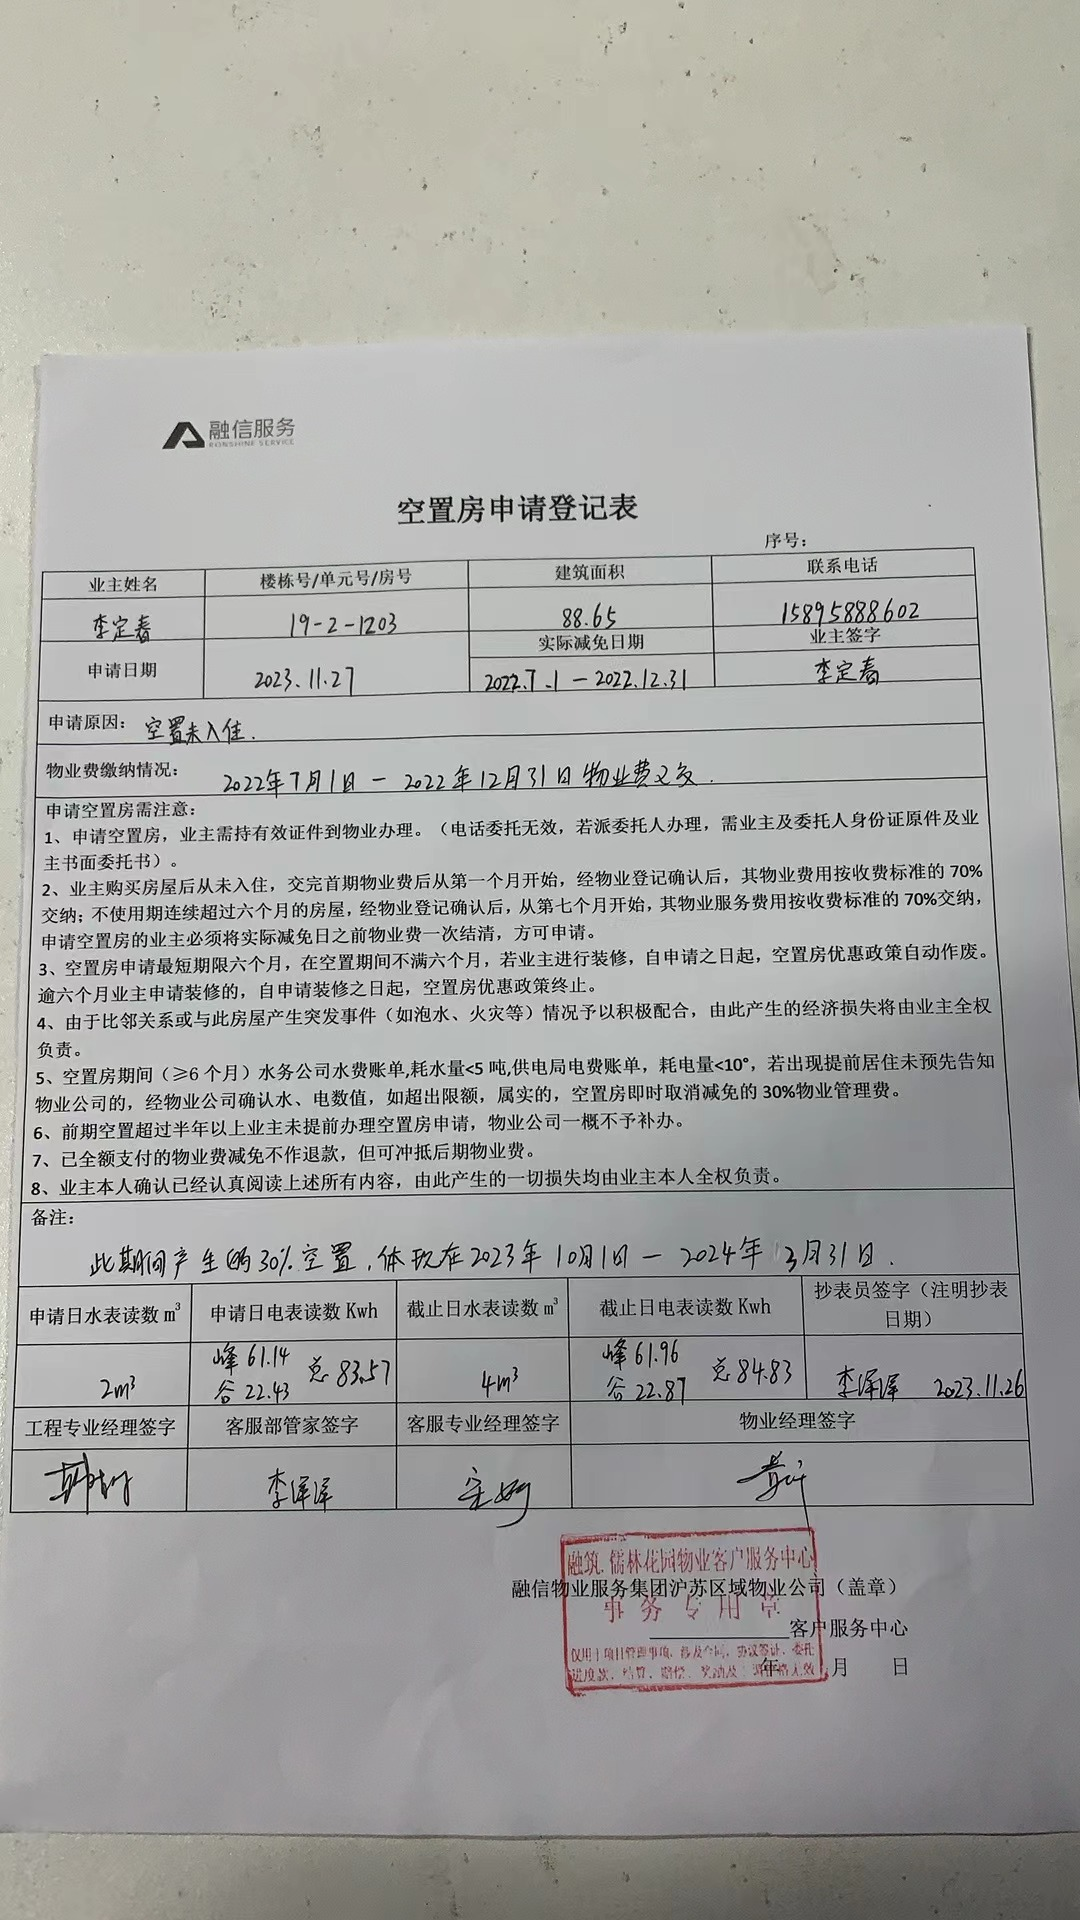 融信服务
RONSHINE SERVICE
空置房申请登记表
序号：
业主姓名 楼栋号/单元号/房号 建筑面积 联系电话
李定春 19-2-1203 88.65 15895888602
实际减免日期 业主签字
申请日期 2023.11.27 2022.7.1－2022.12.31 李定春
申请原因： 空置未入住.
物业费缴纳情况： 2022年7月1日－2022年12月31日物业费已交.
申请空置房需注意：
1、申请空置房，业主需持有效证件到物业办理。（电话委托无效，若派委托人办理，需业主及委托人身份证原件及业
主书面委托书）。
2、业主购买房屋后从未入住，交完首期物业费后从第一个月开始，经物业登记确认后，其物业费用按收费标准的 70%
交纳；不使用期连续超过六个月的房屋，经物业登记确认后，从第七个月开始，其物业服务费用按收费标准的 70%交纳，
申请空置房的业主必须将实际减免日之前物业费一次结清，方可申请。
3、空置房申请最短期限六个月，在空置期间不满六个月，若业主进行装修，自申请之日起，空置房优惠政策自动作废。
逾六个月业主申请装修的，自申请装修之日起，空置房优惠政策终止。
4、由于比邻关系或与此房屋产生突发事件（如泡水、火灾等）情况予以积极配合，由此产生的经济损失将由业主全权
负责。
5、空置房期间（≥6 个月）水务公司水费账单,耗水量<5 吨,供电局电费账单，耗电量<10°，若出现提前居住未预先告知
物业公司的，经物业公司确认水、电数值，如超出限额，属实的，空置房即时取消减免的 30%物业管理费。
6、前期空置超过半年以上业主未提前办理空置房申请，物业公司一概不予补办。
7、已全额支付的物业费减免不作退款，但可冲抵后期物业费。
8、业主本人确认已经认真阅读上述所有内容，由此产生的一切损失均由业主本人全权负责。
备注：
此期间产生的30%空置，体现在2023年10月1日－2024年3月31日.
申请日水表读数 m³ 申请日电表读数 Kwh 截止日水表读数 m³ 截止日电表读数 Kwh 抄表员签字（注明抄表
日期）
2m³ 峰 61.14 总 83.57 4m³ 峰 61.96 总 84.83 李泽泽 2023.11.26
谷 22.43 谷 22.87
工程专业经理签字 客服部管家签字 客服专业经理签字 物业经理签字
李泽泽
融筑.儒林花园物业客户服务中心
融信物业服务集团沪苏区域物业公司（盖章）
事务专用章
客户服务中心
仅用于项目管理事项，涉及合同、协议签证、委托
进度款、结算、赔偿、奖励及
年 月 日